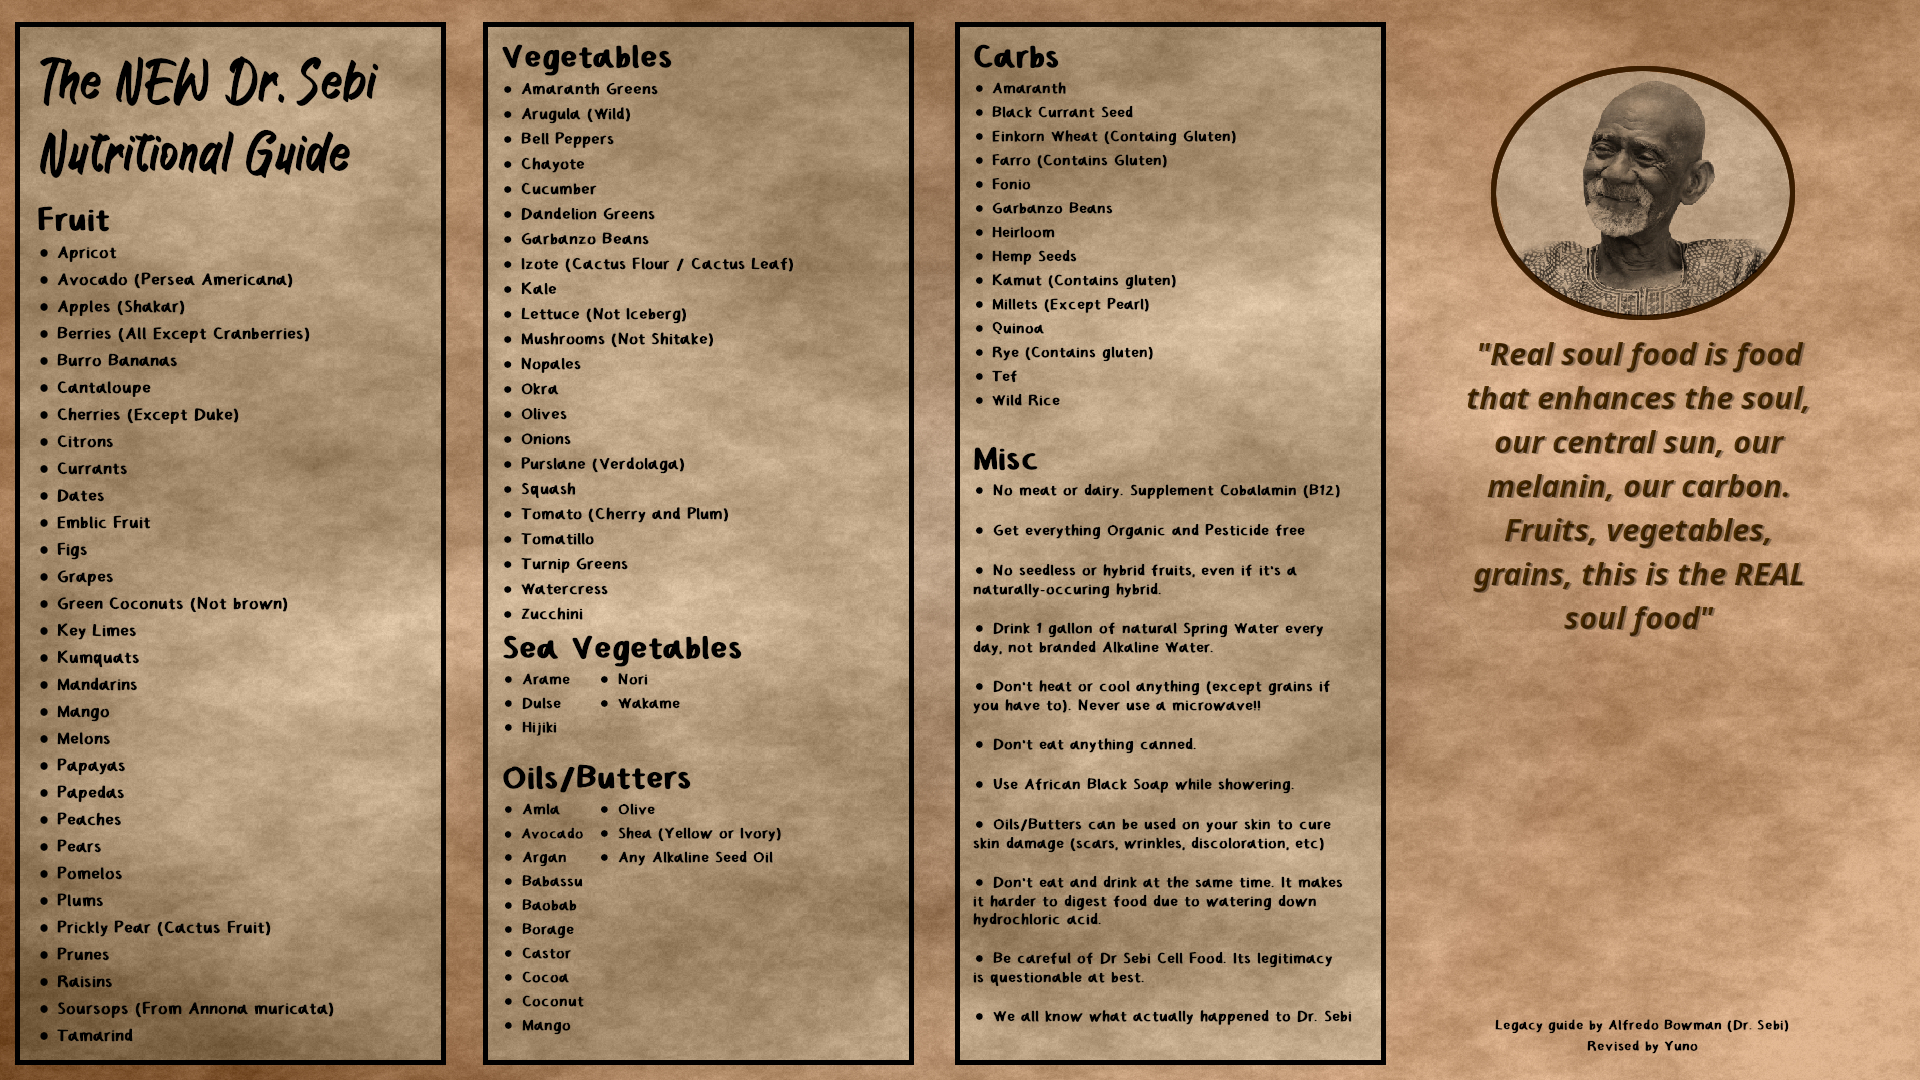 The NEW Dr. Sebi
Nutritional Guide
Fruit
• Apricot
• Avocado (Persea Americana)
• Apples (Shakar)
• Berries (All Except Cranberries)
• Burro Bananas
• Cantaloupe
• Cherries (Except Duke)
• Citrons
• Currants
• Dates
• Emblic Fruit
• Figs
• Grapes
• Green Coconuts (Not brown)
• Key Limes
• Kumquats
• Mandarins
• Mango
• Melons
• Papayas
• Papedas
• Peaches
• Pears
• Pomelos
• Plums
• Prickly Pear (Cactus Fruit)
• Prunes
• Raisins
• Soursops (From Annona muricata)
• Tamarind
Vegetables
• Amaranth Greens
• Arugula (Wild)
• Bell Peppers
• Chayote
• Cucumber
• Dandelion Greens
• Garbanzo Beans
• Izote (Cactus Flour / Cactus Leaf)
• Kale
• Lettuce (Not Iceberg)
• Mushrooms (Not Shitake)
• Nopales
• Okra
• Olives
• Onions
• Purslane (Verdolaga)
• Squash
• Tomato (Cherry and Plum)
• Tomatillo
• Turnip Greens
• Watercress
• Zucchini
Sea Vegetables
• Arame
• Dulse
• Hijiki
• Nori
• Wakame
Oils/Butters
• Amla
• Avocado
• Argan
• Babassu
• Baobab
• Borage
• Castor
• Cocoa
• Coconut
• Mango
• Olive
• Shea (Yellow or Ivory)
• Any Alkaline Seed Oil
Carbs
• Amaranth
• Black Currant Seed
• Einkorn Wheat (Containg Gluten)
• Farro (Contains Gluten)
• Fonio
• Garbanzo Beans
• Heirloom
• Hemp Seeds
• Kamut (Contains gluten)
• Millets (Except Pearl)
• Quinoa
• Rye (Contains gluten)
• Tef
• Wild Rice
Misc
• No meat or dairy. Supplement Cobalamin (B12)
• Get everything Organic and Pesticide free
• No seedless or hybrid fruits, even if it's a
naturally-occuring hybrid.
• Drink 1 gallon of natural Spring Water every
day, not branded Alkaline Water.
• Don't heat or cool anything (except grains if
you have to). Never use a microwave!!
• Don't eat anything canned.
• Use African Black Soap while showering.
• Oils/Butters can be used on your skin to cure
skin damage (scars, wrinkles, discoloration, etc)
• Don't eat and drink at the same time. It makes
it harder to digest food due to watering down
hydrochloric acid.
• Be careful of Dr Sebi Cell Food. Its legitimacy
is questionable at best.
• We all know what actually happened to Dr. Sebi
"Real soul food is food
that enhances the soul,
our central sun, our
melanin, our carbon.
Fruits, vegetables,
grains, this is the REAL
soul food"
Legacy guide by Alfredo Bowman (Dr. Sebi)
Revised by Yuno